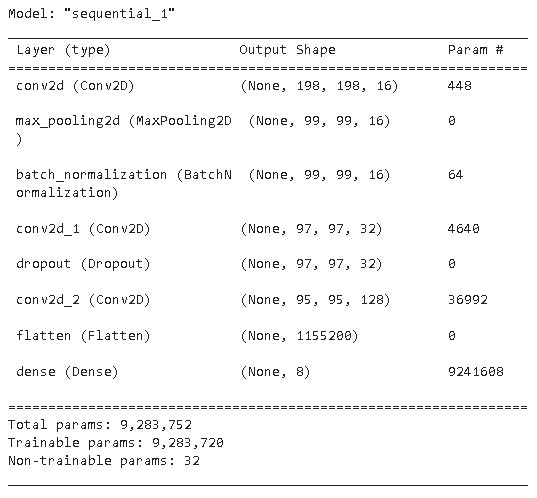 Model: "sequential_1"
Layer (type) Output Shape Param #
conv2d (Conv2D) (None, 198, 198, 16) 448
max_pooling2d (MaxPooling2D (None, 99, 99, 16) 0
)
batch_normalization (BatchN (None, 99, 99, 16) 64
ormalization)
conv2d_1 (Conv2D) (None, 97, 97, 32) 4640
dropout (Dropout) (None, 97, 97, 32) 0
conv2d_2 (Conv2D) (None, 95, 95, 128) 36992
flatten (Flatten) (None, 1155200) 0
dense (Dense) (None, 8) 9241608
Total params: 9,283,752
Trainable params: 9,283,720
Non-trainable params: 32